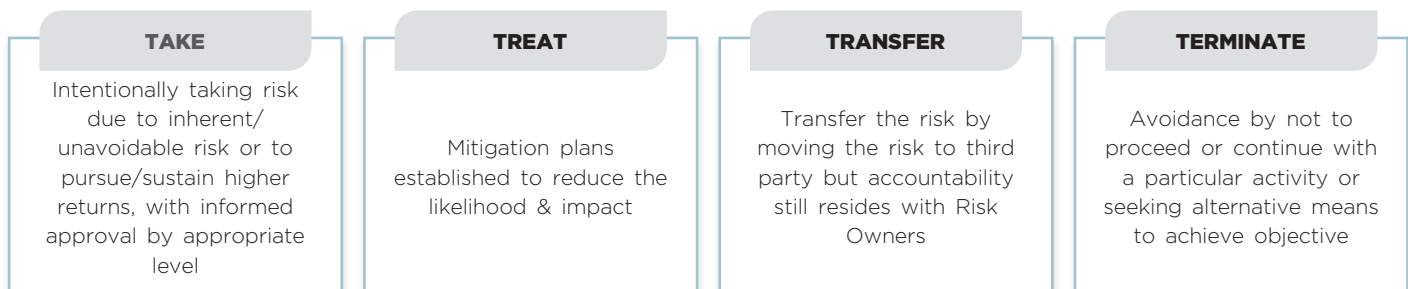 TAKE
Intentionally taking risk
due to inherent/
unavoidable risk or to
pursue/sustain higher
returns, with informed
approval by appropriate
level
TREAT
Mitigation plans
established to reduce the
likelihood & impact
TRANSFER
Transfer the risk by
moving the risk to third
party but accountability
still resides with Risk
Owners
TERMINATE
Avoidance by not to
proceed or continue with
a particular activity or
seeking alternative means
to achieve objective